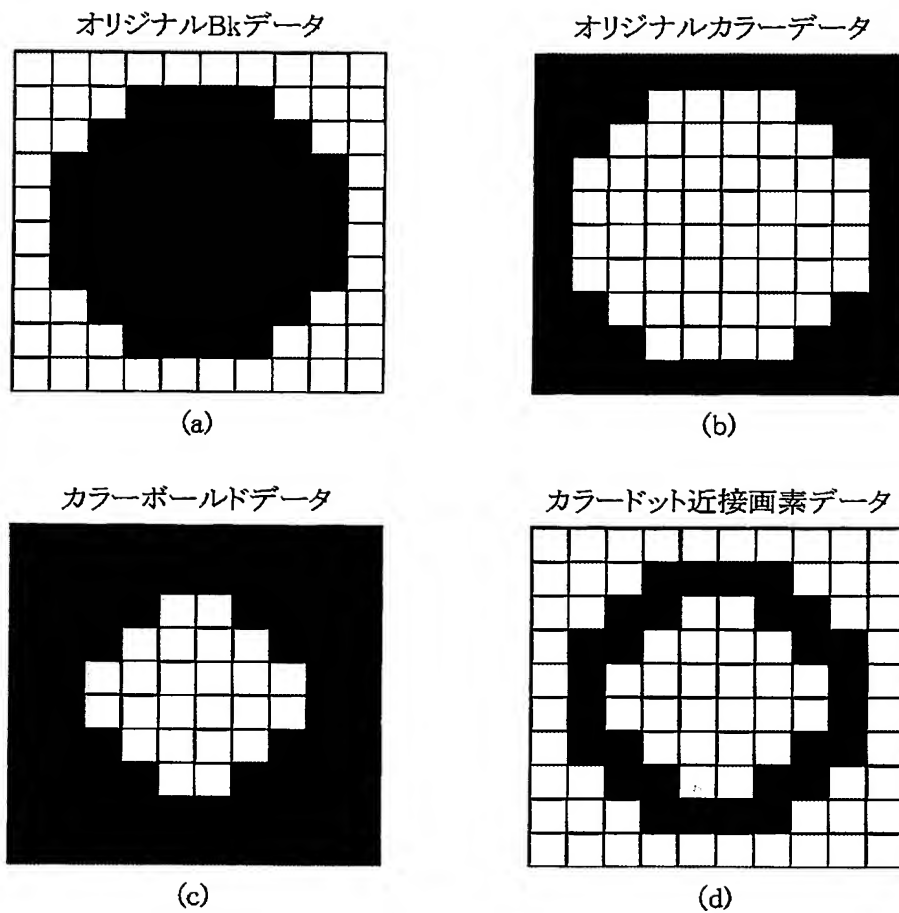 オリジナルBkデータ
オリジナルカラーデータ
(a)
(b)
カラーボールドデータ
カラードット近接画素データ
(c)
(d)